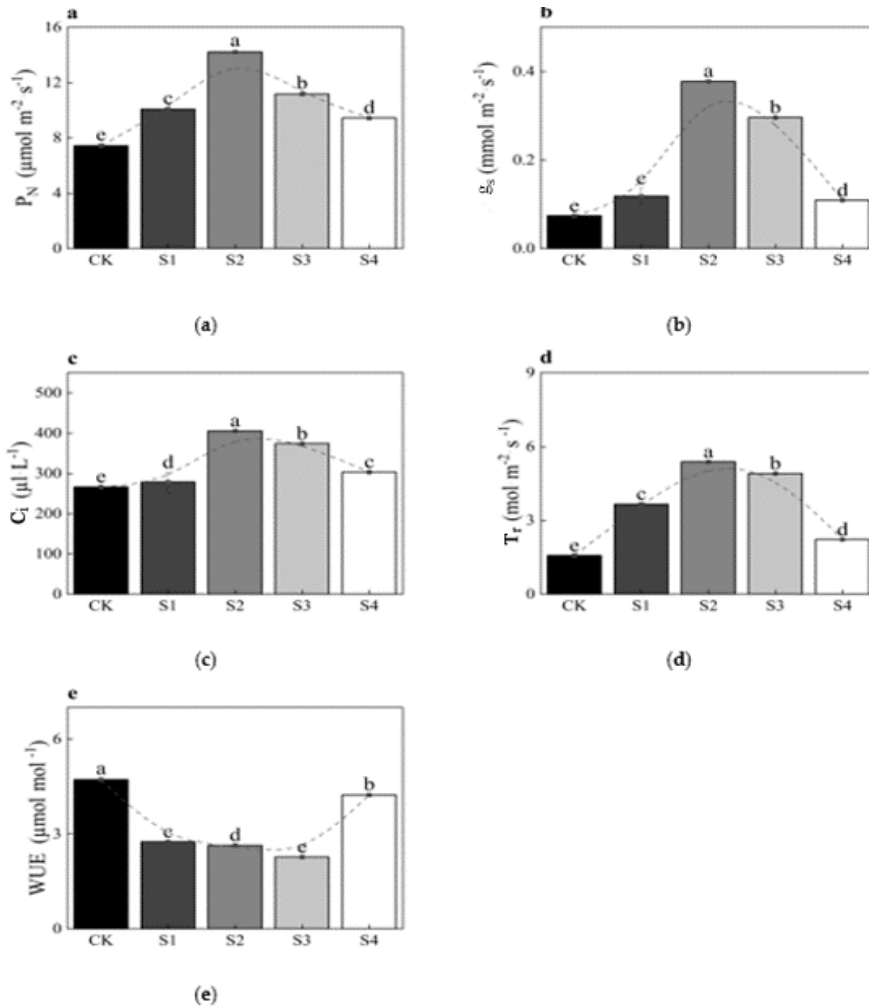 a
16
12
8
4
0
P_N (μmol m⁻² s⁻¹)
e c a b d
CK S1 S2 S3 S4
(a)
b
0.4
0.2
0.0
g_s (mmol m⁻² s⁻¹)
e c a b d
CK S1 S2 S3 S4
(b)
c
500
400
300
200
100
0
C_i (μl L⁻¹)
e d a b c
CK S1 S2 S3 S4
(c)
d
9
6
3
0
T_r (mol m⁻² s⁻¹)
e c a b d
CK S1 S2 S3 S4
(d)
e
6
3
0
WUE (μmol mol⁻¹)
a c d e b
CK S1 S2 S3 S4
(e)